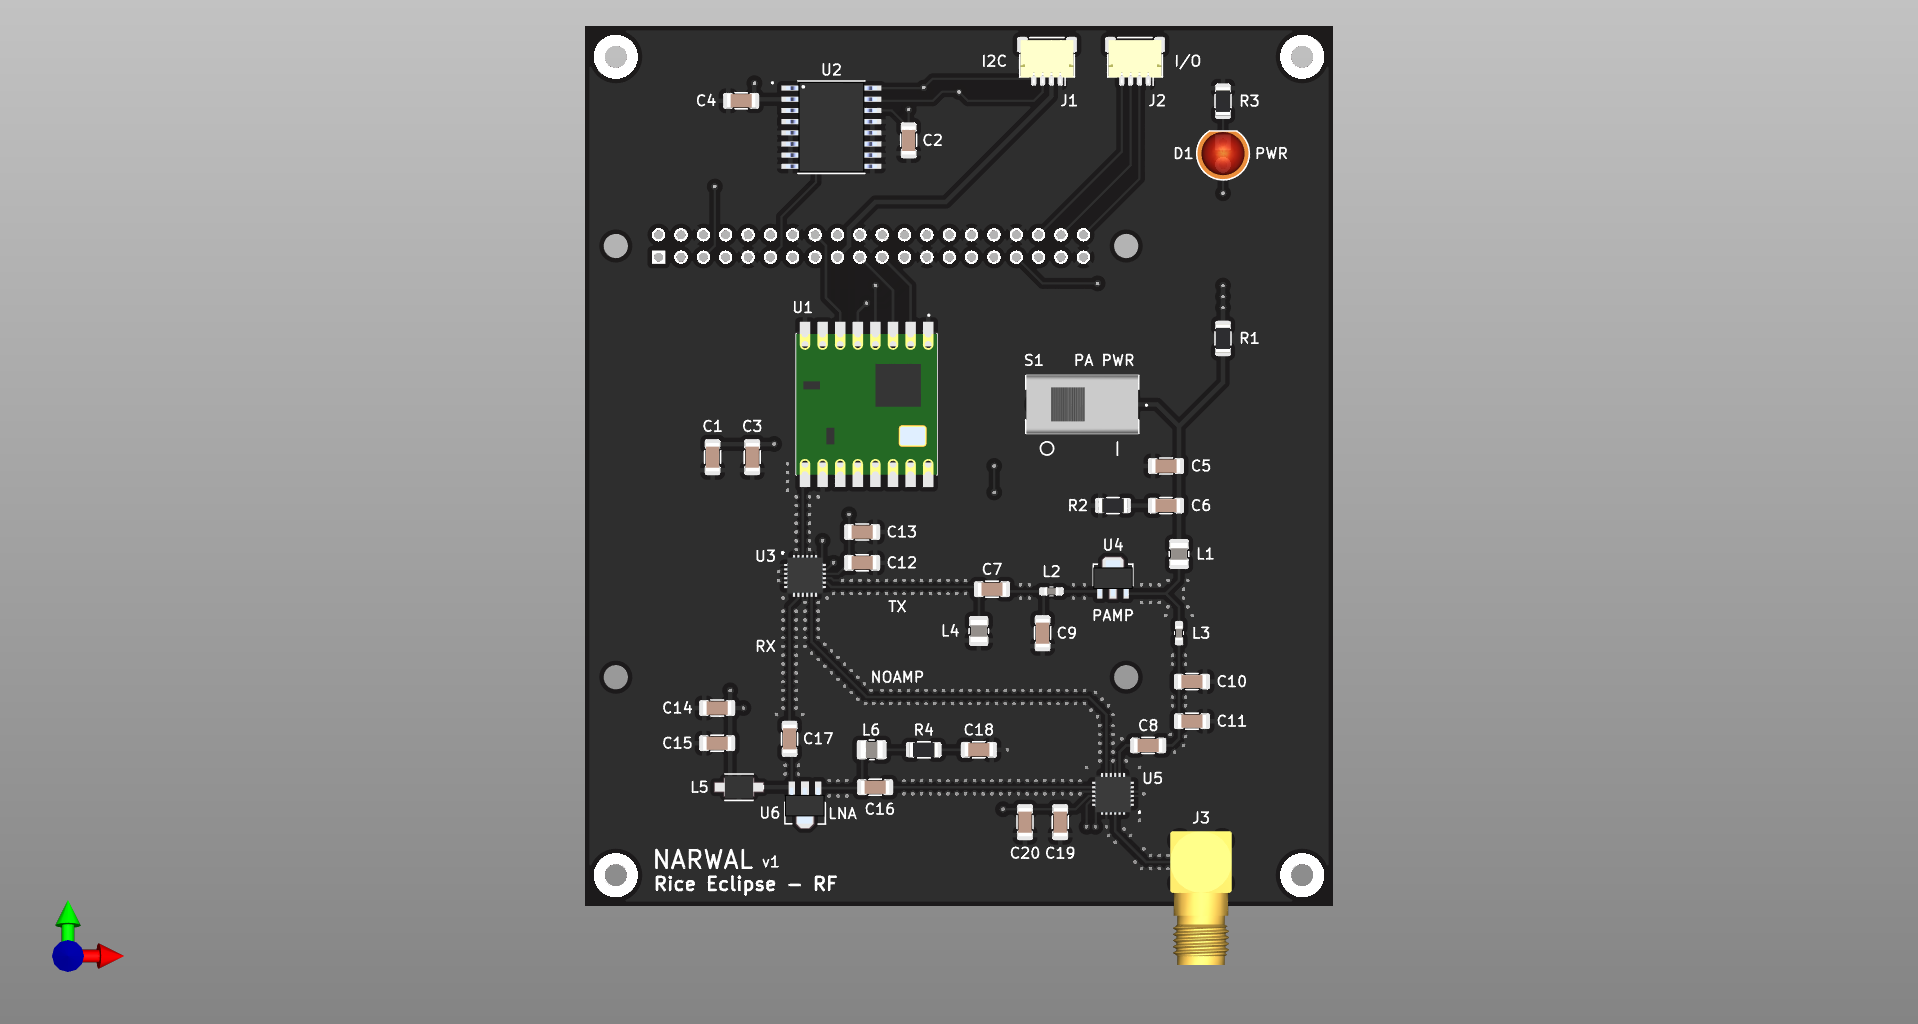 U2
I2C
I/O
J1
J2
C4
C2
R3
D1
PWR
U1
R1
S1
PA PWR
C1
C3
C5
R2
C6
C13
U3
C12
U4
L1
C7
L2
TX
PAMP
L4
C9
L3
RX
NOAMP
C10
C14
C11
C15
C17
L6
R4
C18
C8
L5
U5
U6
LNA
C16
J3
C20
C19
NARWAL v1
Rice Eclipse - RF